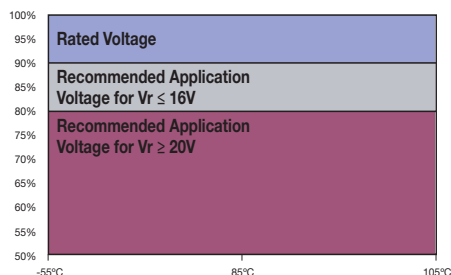 100%
95%
90%
85%
80%
75%
70%
65%
60%
55%
50%
Rated Voltage
Recommended Application
Voltage for Vr ≤ 16V
Recommended Application
Voltage for Vr ≥ 20V
-55ºC 85ºC 105ºC